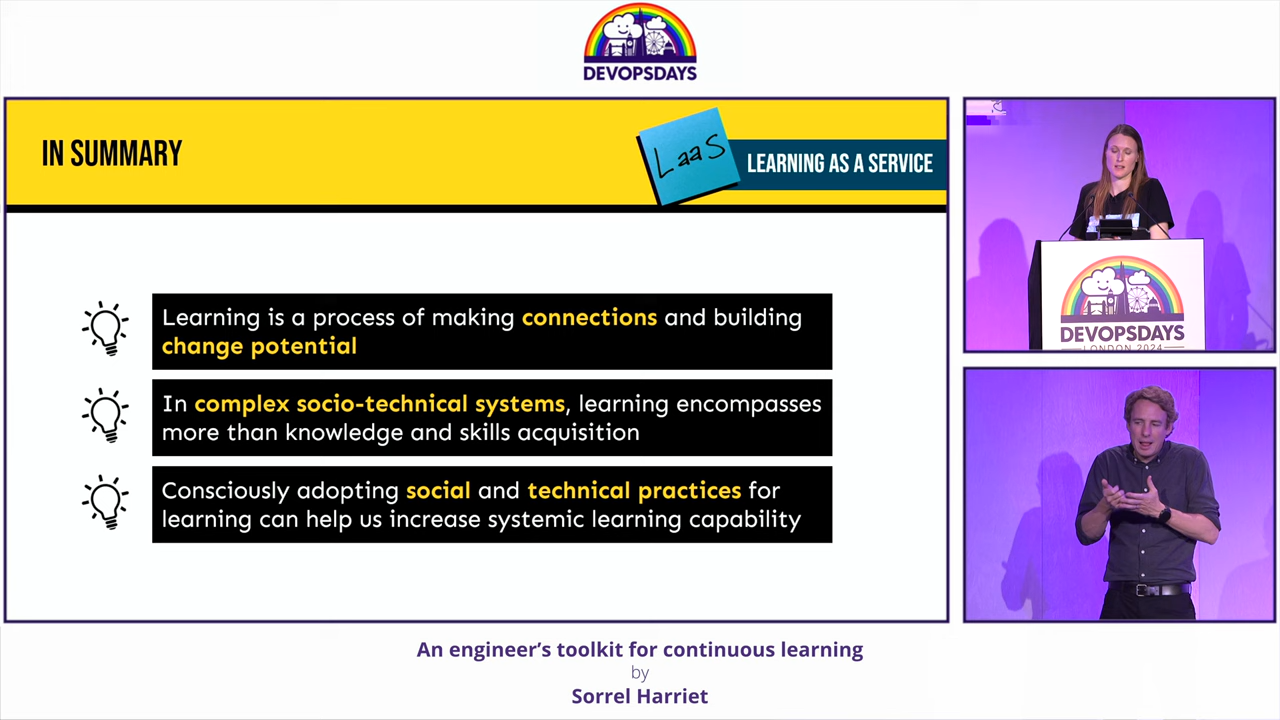 DEVOPSDAYS
IN SUMMARY
LaaS
LEARNING AS A SERVICE
Learning is a process of making connections and building
change potential
In complex socio-technical systems, learning encompasses
more than knowledge and skills acquisition
Consciously adopting social and technical practices for
learning can help us increase systemic learning capability
DEVOPSDAYS
LONDON 2024
An engineer's toolkit for continuous learning
by
Sorrel Harriet